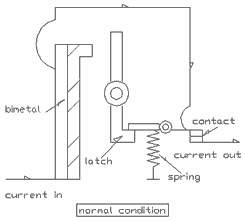 bimetal
contact
latch
current out
spring
current in
normal condition